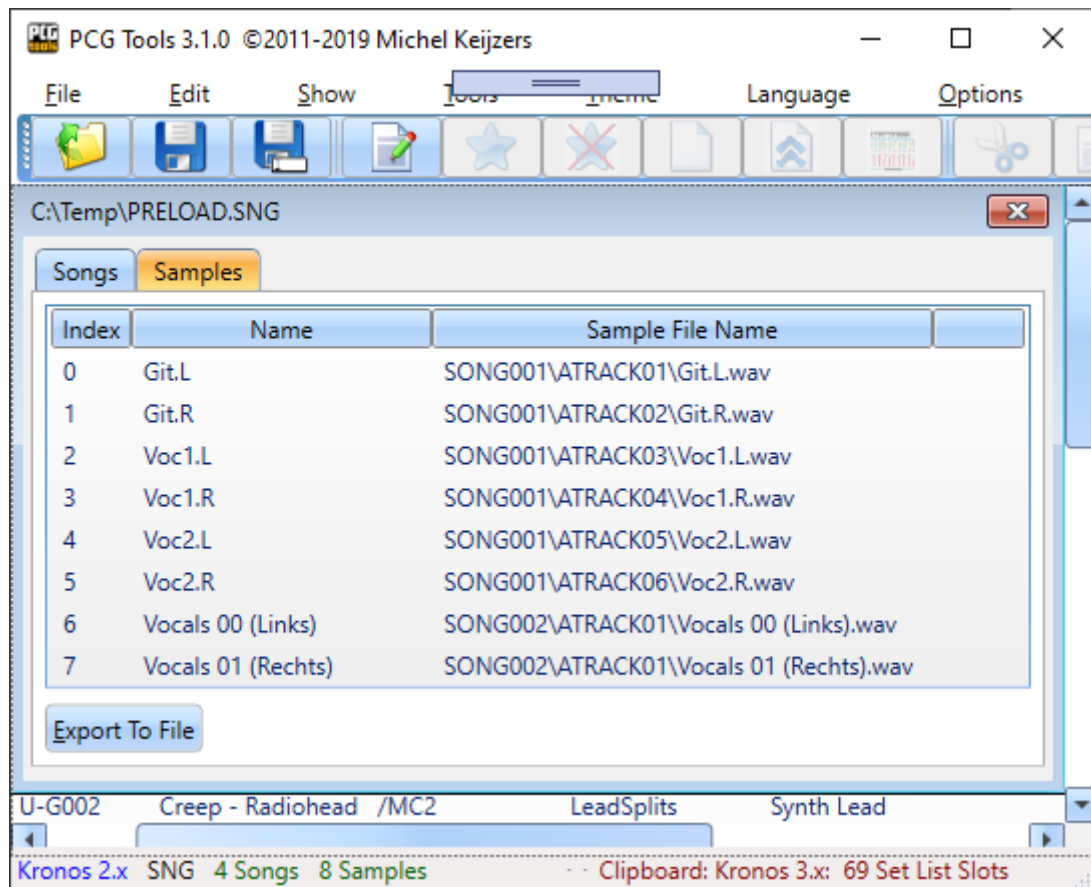 PCG Tools 3.1.0 ©2011-2019 Michel Keijzers
File Edit Show Tools Theme Language Options
C:\Temp\PRELOAD.SNG
Songs Samples
Index Name Sample File Name
0 Git.L SONG001\ATRACK01\Git.L.wav
1 Git.R SONG001\ATRACK02\Git.R.wav
2 Voc1.L SONG001\ATRACK03\Voc1.L.wav
3 Voc1.R SONG001\ATRACK04\Voc1.R.wav
4 Voc2.L SONG001\ATRACK05\Voc2.L.wav
5 Voc2.R SONG001\ATRACK06\Voc2.R.wav
6 Vocals 00 (Links) SONG002\ATRACK01\Vocals 00 (Links).wav
7 Vocals 01 (Rechts) SONG002\ATRACK01\Vocals 01 (Rechts).wav
Export To File
U-G002 Creep - Radiohead /MC2 LeadSplits Synth Lead
Kronos 2.x SNG 4 Songs 8 Samples - - Clipboard: Kronos 3.x: 69 Set List Slots